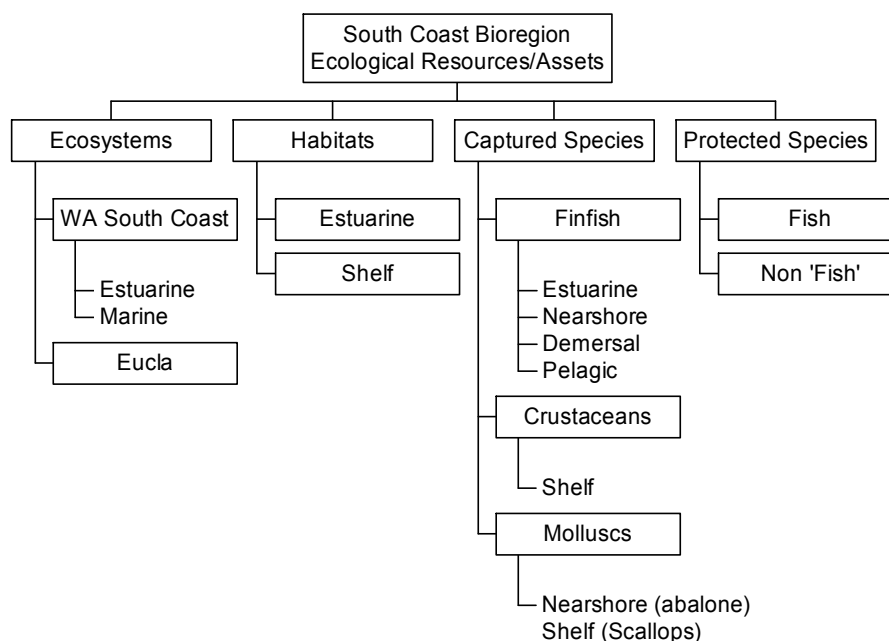 South Coast Bioregion
Ecological Resources/Assets
Ecosystems
Habitats
Captured Species
Protected Species
WA South Coast
Estuarine
Marine
Eucla
Estuarine
Shelf
Finfish
Estuarine
Nearshore
Demersal
Pelagic
Crustaceans
Shelf
Molluscs
Nearshore (abalone)
Shelf (Scallops)
Fish
Non 'Fish'